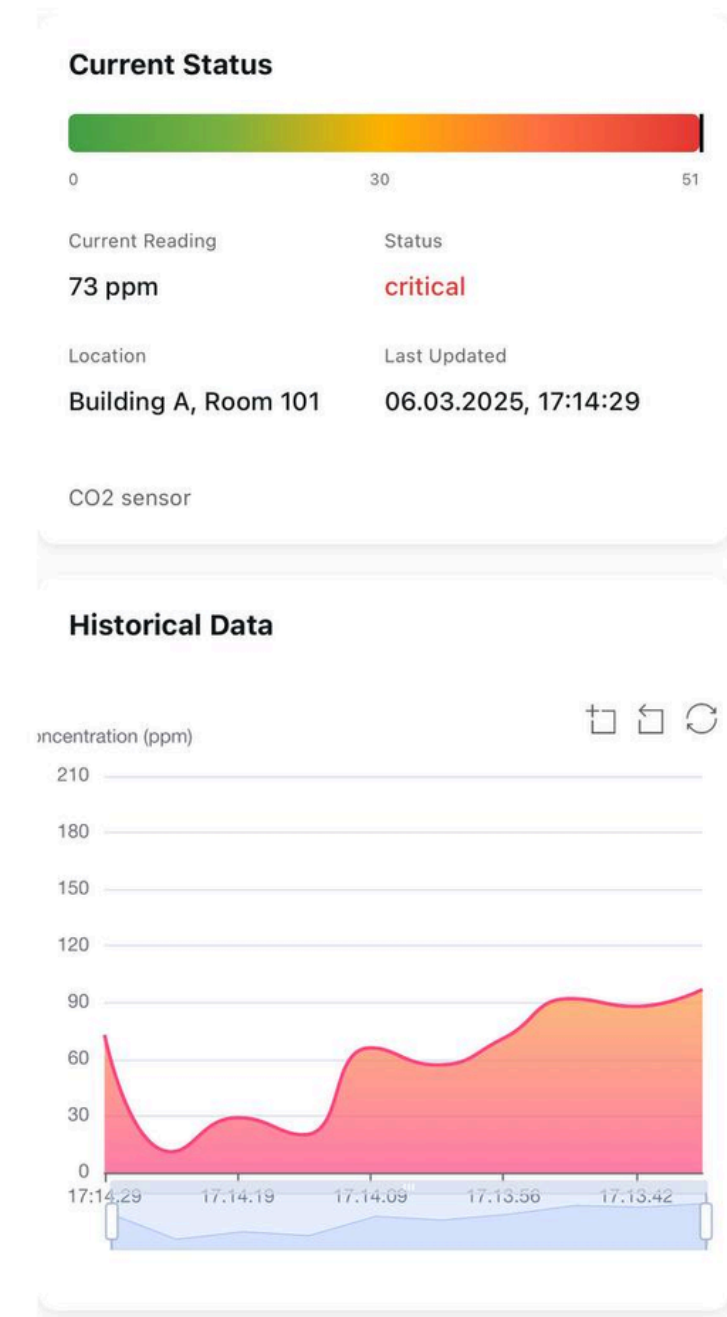 Current Status
0 30 51
Current Reading Status
73 ppm critical
Location Last Updated
Building A, Room 101 06.03.2025, 17:14:29
CO2 sensor
Historical Data
oncentration (ppm)
210
180
150
120
90
60
30
0
17:14.29 17.14.19 17.14.09 17.13.56 17.13.42